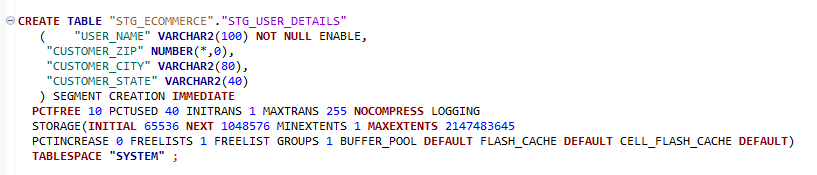 CREATE TABLE "STG_ECOMMERCE"."STG_USER_DETAILS"
( "USER_NAME" VARCHAR2(100) NOT NULL ENABLE,
"CUSTOMER_ZIP" NUMBER(*,0),
"CUSTOMER_CITY" VARCHAR2(80),
"CUSTOMER_STATE" VARCHAR2(40)
) SEGMENT CREATION IMMEDIATE
PCTFREE 10 PCTUSED 40 INITRANS 1 MAXTRANS 255 NOCOMPRESS LOGGING
STORAGE(INITIAL 65536 NEXT 1048576 MINEXTENTS 1 MAXEXTENTS 2147483645
PCTINCREASE 0 FREELISTS 1 FREELIST GROUPS 1 BUFFER_POOL DEFAULT FLASH_CACHE DEFAULT CELL_FLASH_CACHE DEFAULT)
TABLESPACE "SYSTEM" ;